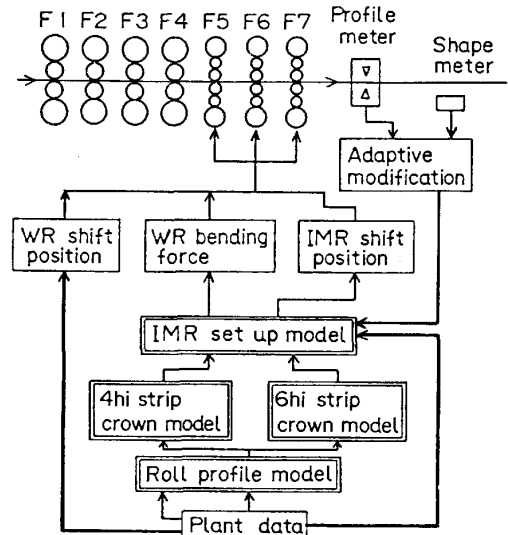 F1 F2 F3 F4 F5 F6 F7
Profile
meter
Shape
meter
Adaptive
modification
WR shift
position
WR bending
force
IMR shift
position
IMR set up model
4hi strip
crown model
6hi strip
crown model
Roll profile model
Plant data